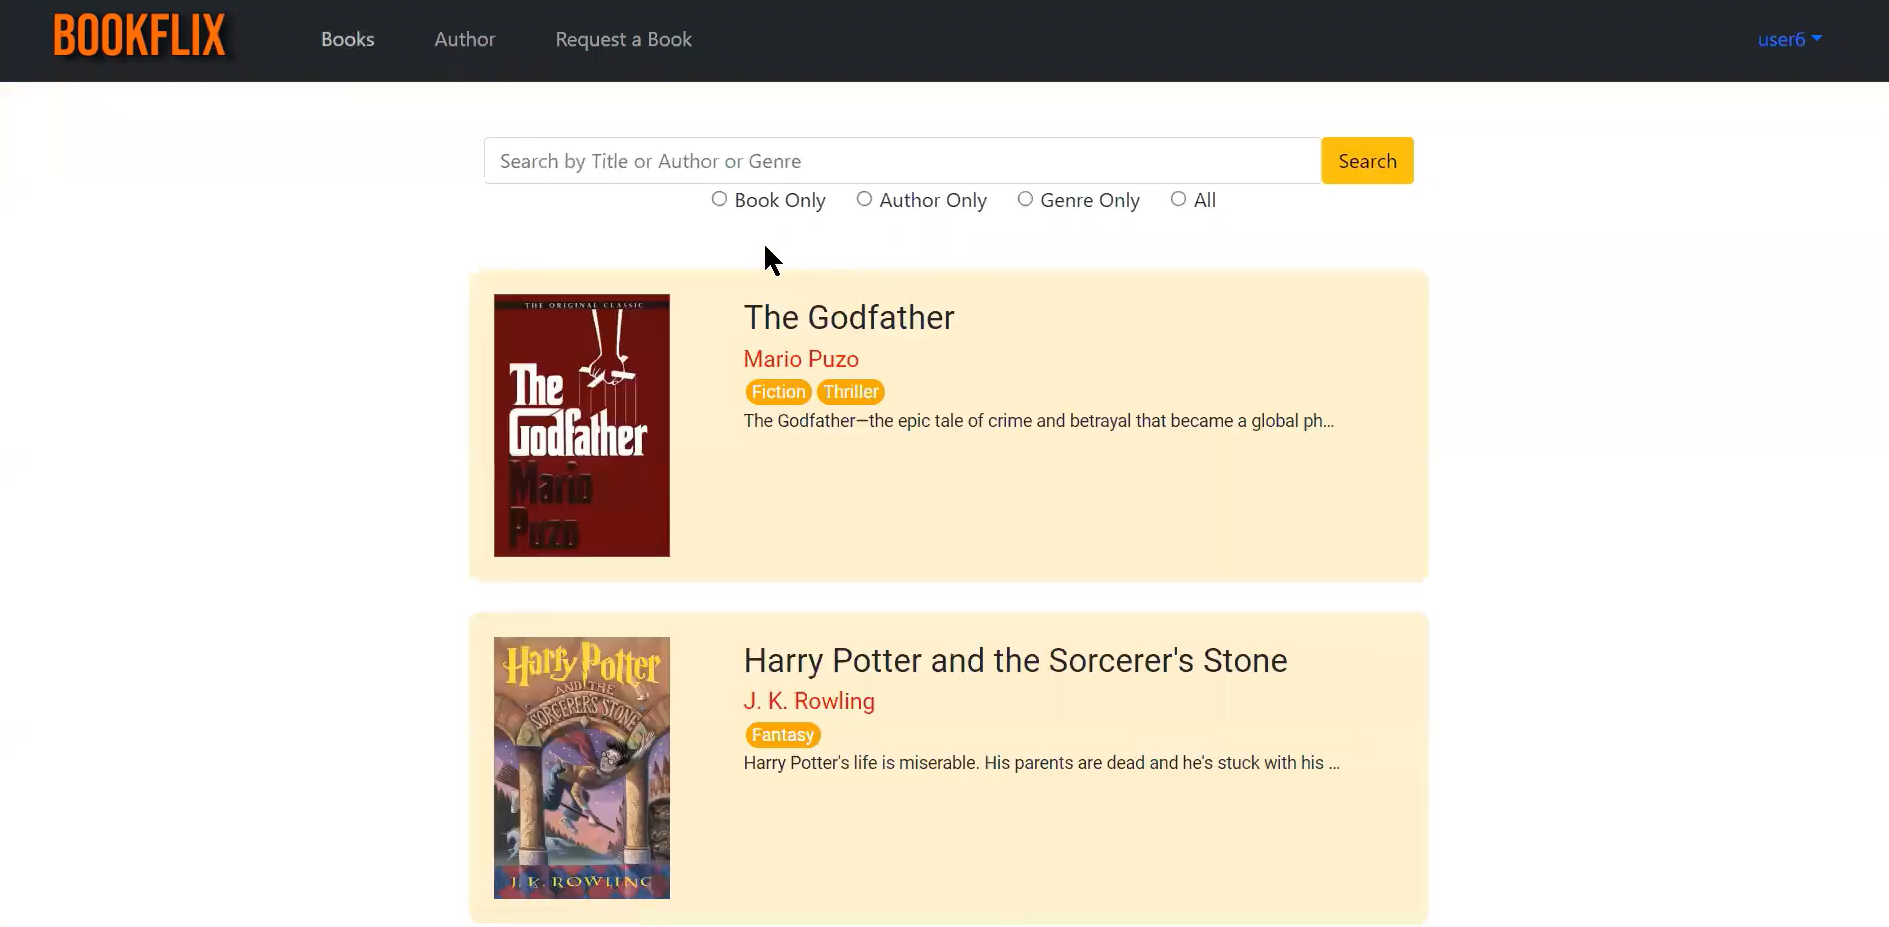 BOOKFLIX Books Author Request a Book user6
Search by Title or Author or Genre Search
Book Only Author Only Genre Only All
THE ORIGINAL CLASSIC
The
Godfather
Mario
Puzo
The Godfather
Mario Puzo
Fiction Thriller
The Godfather—the epic tale of crime and betrayal that became a global ph...
Harry Potter
AND THE
SORCERER'S STONE
J. K. ROWLING
Harry Potter and the Sorcerer's Stone
J. K. Rowling
Fantasy
Harry Potter's life is miserable. His parents are dead and he's stuck with his ...